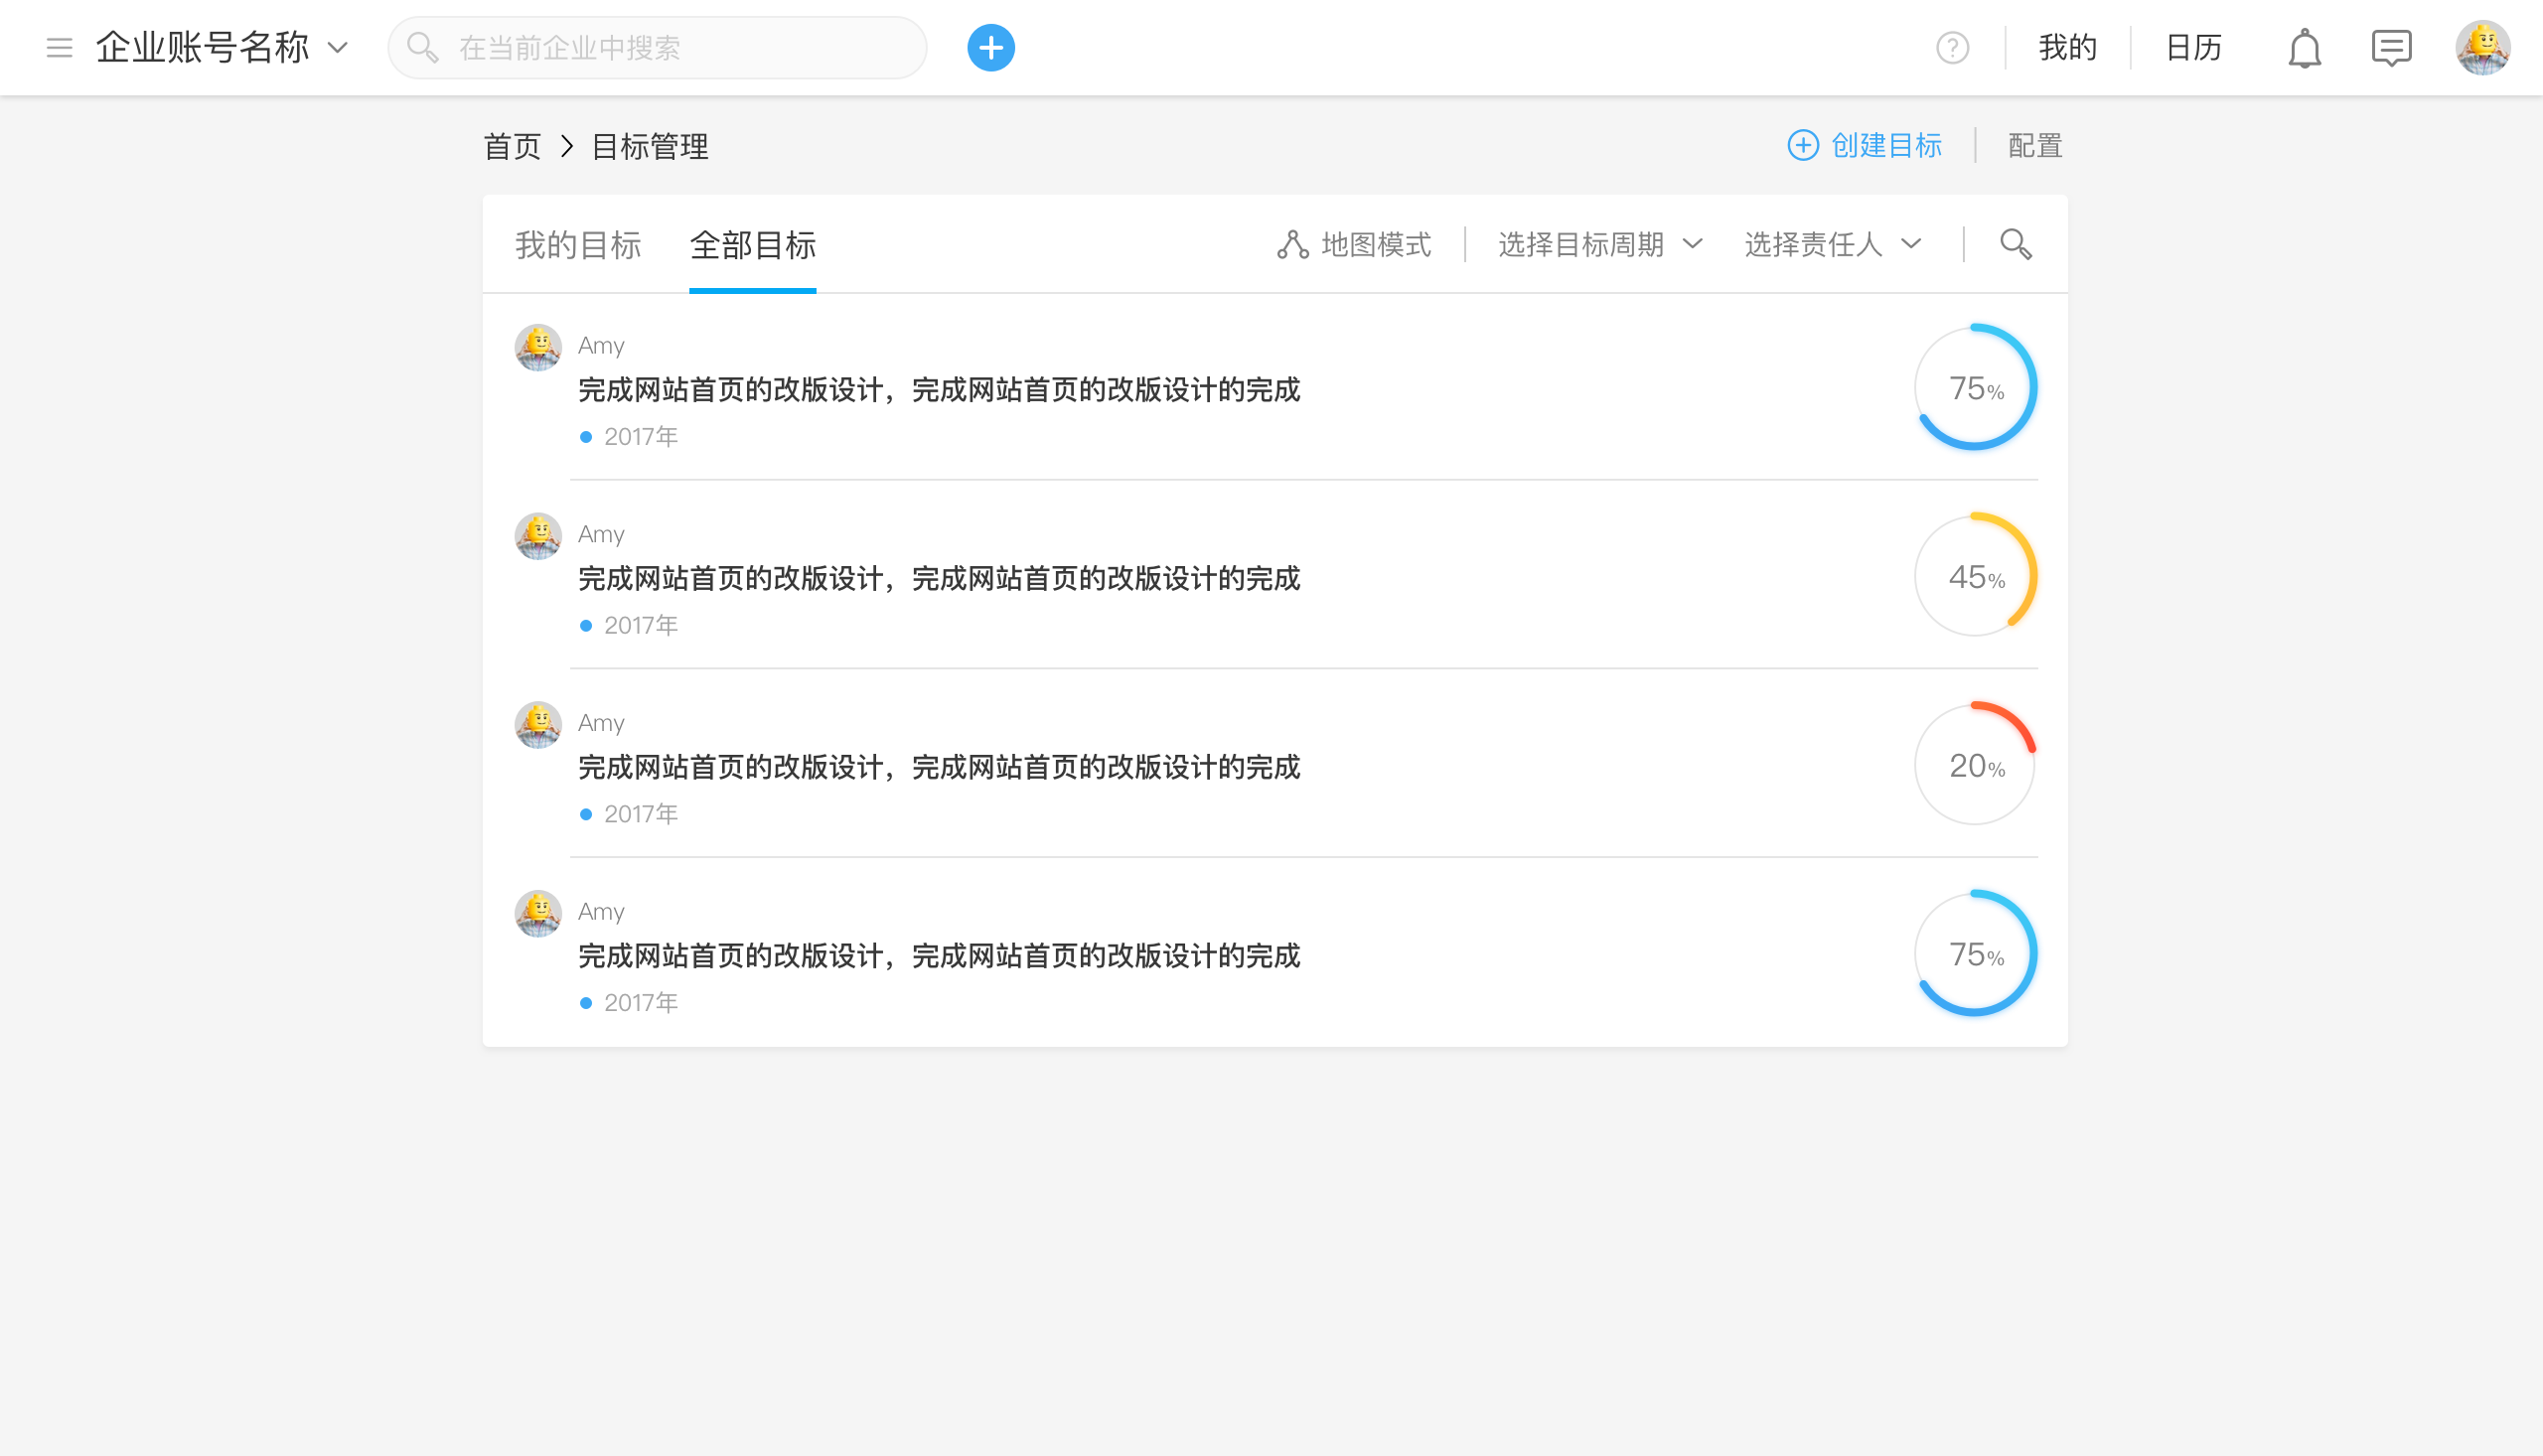 企业账号名称 在当前企业中搜索 我的 日历
首页 > 目标管理 创建目标 配置
我的目标 全部目标 地图模式 选择目标周期 选择责任人
Amy
完成网站首页的改版设计，完成网站首页的改版设计的完成
2017年
75%
Amy
完成网站首页的改版设计，完成网站首页的改版设计的完成
2017年
45%
Amy
完成网站首页的改版设计，完成网站首页的改版设计的完成
2017年
20%
Amy
完成网站首页的改版设计，完成网站首页的改版设计的完成
2017年
75%